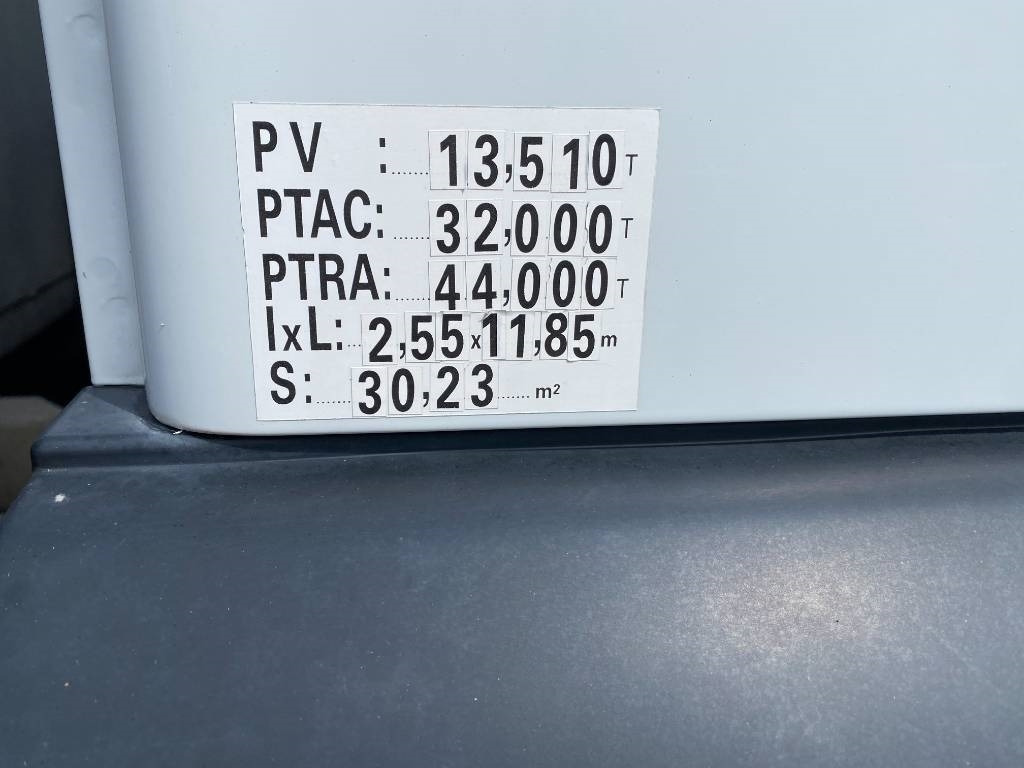 PV :......13,510 T
PTAC:......32,000 T
PTRA:......44,000 T
lxL:...2,55x11,85 m
S:......30,23...... m²